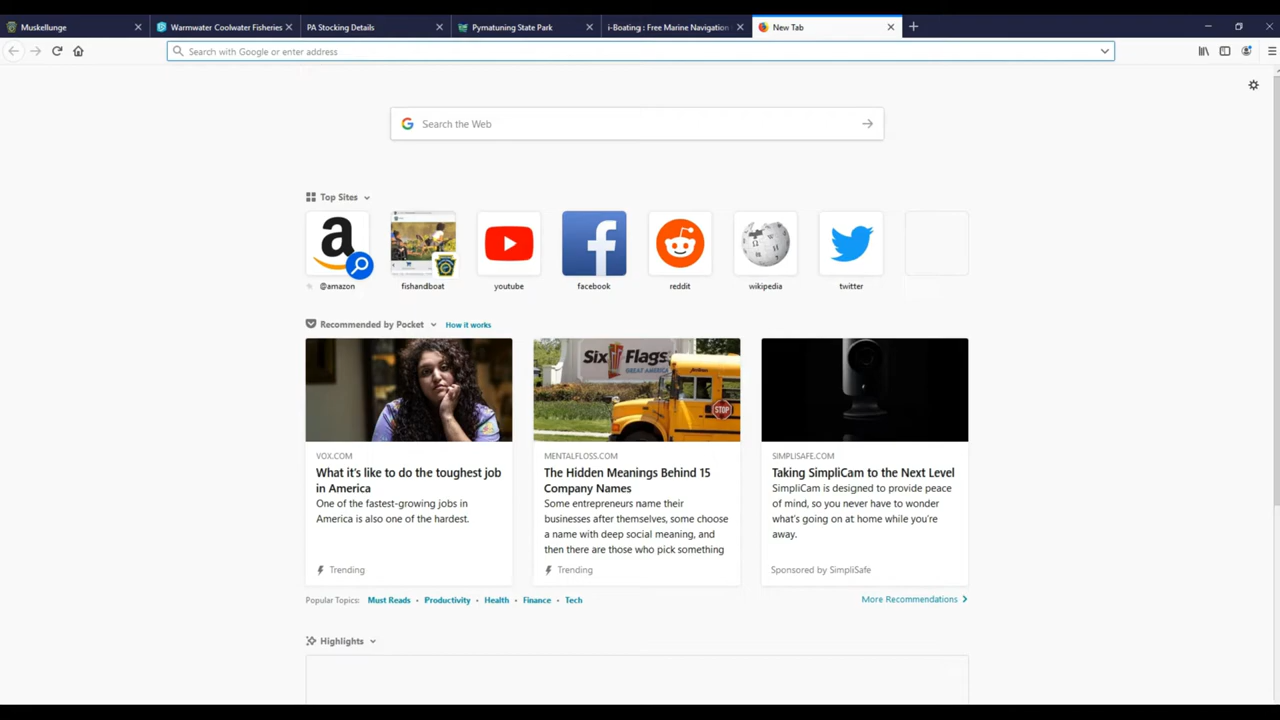 Muskellunge
Warmwater Coolwater Fisheries
PA Stocking Details
Pymatuning State Park
i-Boating : Free Marine Navigation
New Tab
Search with Google or enter address
Search the Web
Top Sites
@amazon
fishandboat
youtube
facebook
reddit
wikipedia
twitter
Recommended by Pocket
How it works
Six Flags
GREAT AMERICA
STOP
VOX.COM
What it's like to do the toughest job
in America
One of the fastest-growing jobs in
America is also one of the hardest.
Trending
MENTALFLOSS.COM
The Hidden Meanings Behind 15
Company Names
Some entrepreneurs name their
businesses after themselves, some choose
a name with deep social meaning, and
then there are those who pick something
Trending
SIMPLISAFE.COM
Taking SimpliCam to the Next Level
SimpliCam is designed to provide peace
of mind, so you never have to wonder
what's going on at home while you're
away.
Sponsored by SimpliSafe
Popular Topics: Must Reads • Productivity • Health • Finance • Tech
More Recommendations
Highlights